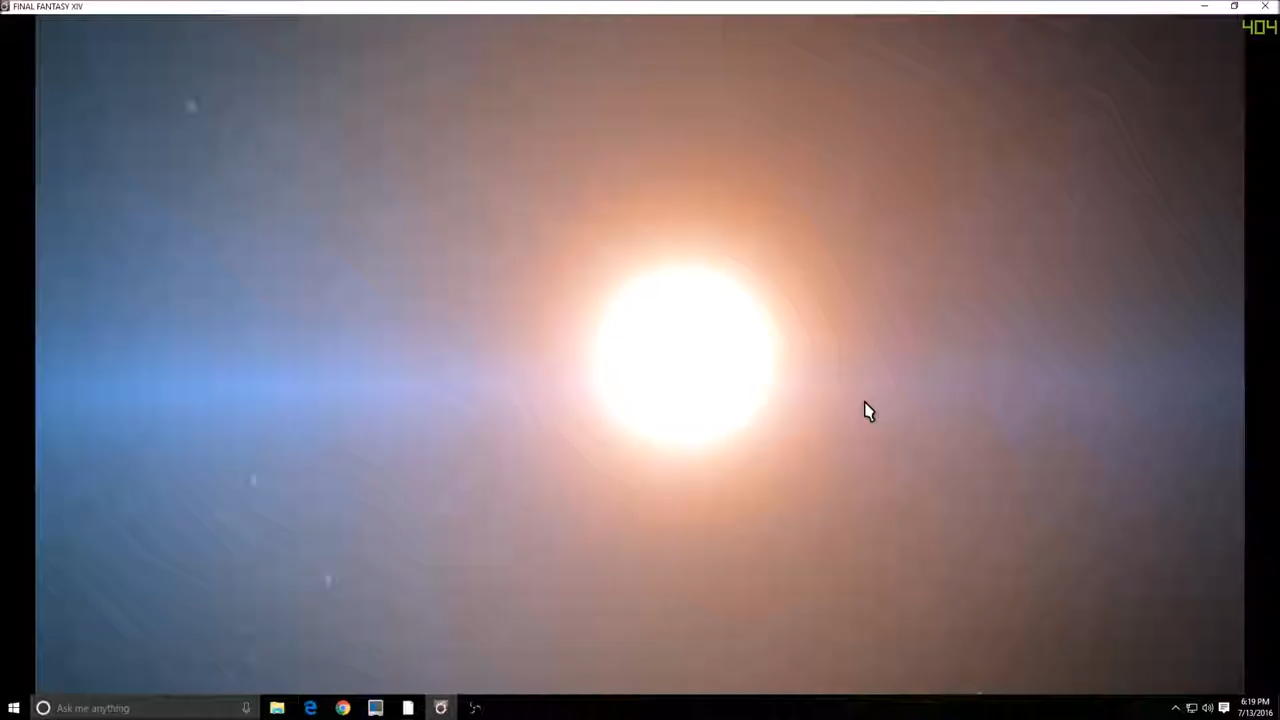 FINAL FANTASY XIV
404
Ask me anything
6:19 PM
7/13/2016